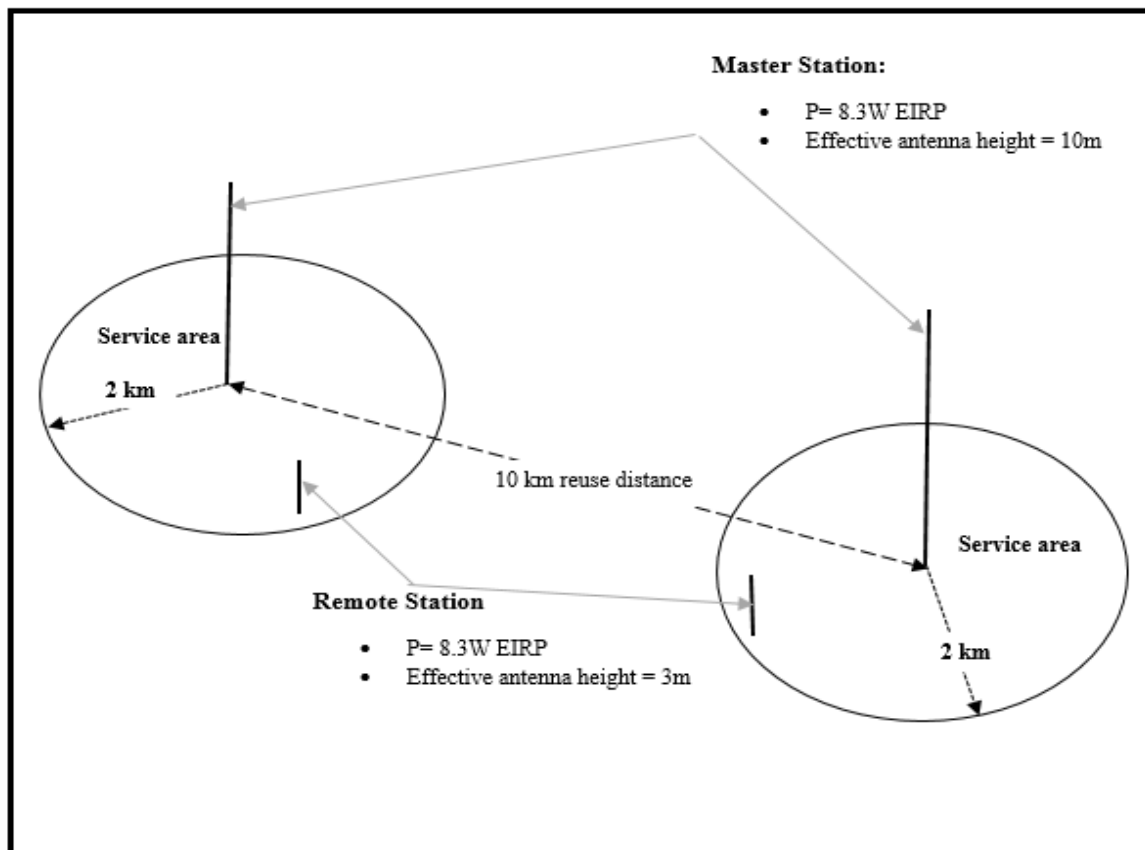 Master Station:
• P= 8.3W EIRP
• Effective antenna height = 10m
Service area
2 km
10 km reuse distance
Service area
Remote Station
• P= 8.3W EIRP
• Effective antenna height = 3m
2 km